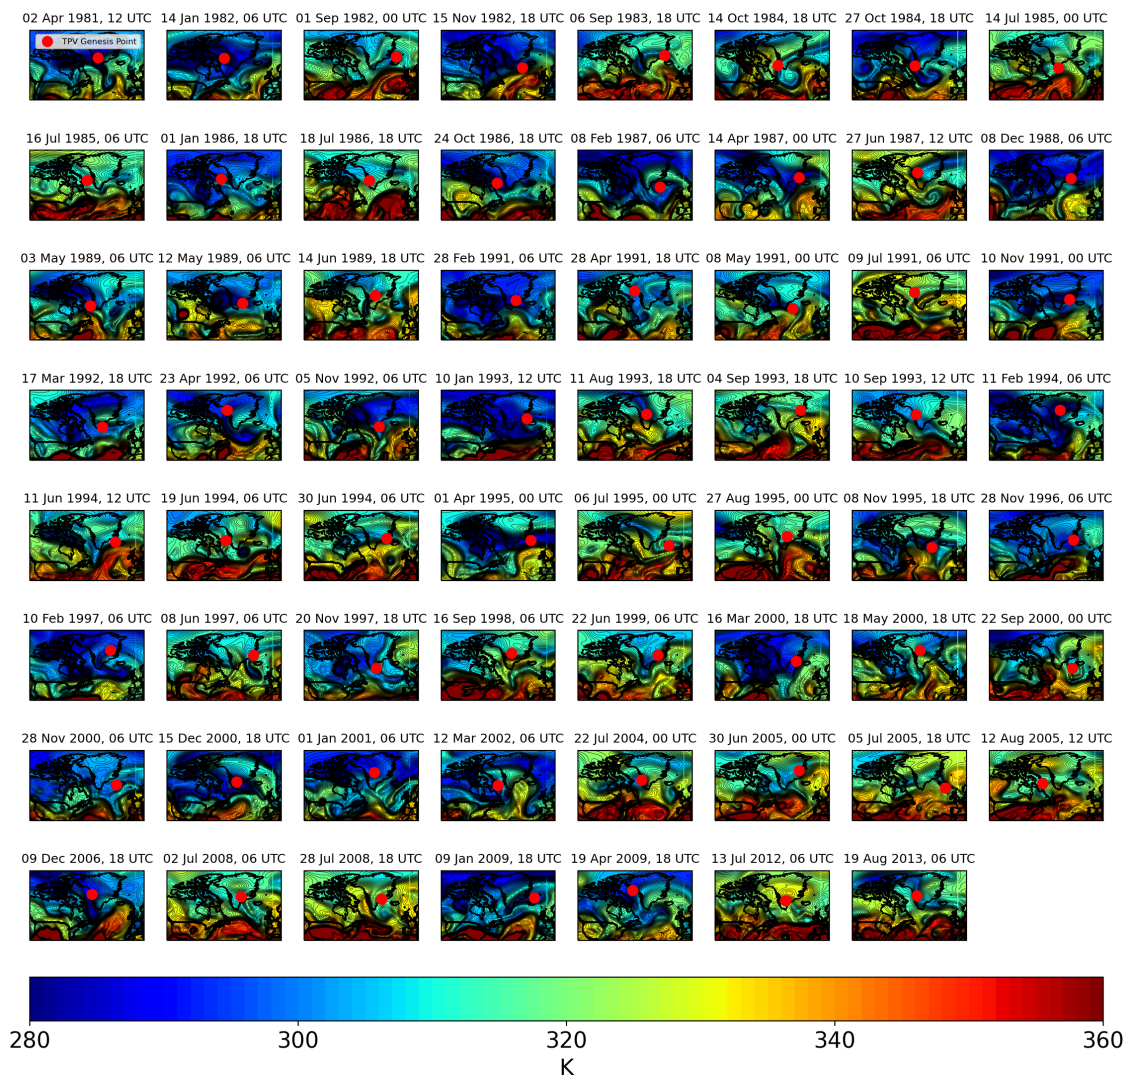 02 Apr 1981, 12 UTC 14 Jan 1982, 06 UTC 01 Sep 1982, 00 UTC 15 Nov 1982, 18 UTC 06 Sep 1983, 18 UTC 14 Oct 1984, 18 UTC 27 Oct 1984, 18 UTC 14 Jul 1985, 00 UTC
TPV Genesis Point
16 Jul 1985, 06 UTC 01 Jan 1986, 18 UTC 18 Jul 1986, 18 UTC 24 Oct 1986, 18 UTC 08 Feb 1987, 06 UTC 14 Apr 1987, 00 UTC 27 Jun 1987, 12 UTC 08 Dec 1988, 06 UTC
03 May 1989, 06 UTC 12 May 1989, 06 UTC 14 Jun 1989, 18 UTC 28 Feb 1991, 06 UTC 28 Apr 1991, 18 UTC 08 May 1991, 00 UTC 09 Jul 1991, 06 UTC 10 Nov 1991, 00 UTC
17 Mar 1992, 18 UTC 23 Apr 1992, 06 UTC 05 Nov 1992, 06 UTC 10 Jan 1993, 12 UTC 11 Aug 1993, 18 UTC 04 Sep 1993, 18 UTC 10 Sep 1993, 12 UTC 11 Feb 1994, 06 UTC
11 Jun 1994, 12 UTC 19 Jun 1994, 06 UTC 30 Jun 1994, 06 UTC 01 Apr 1995, 00 UTC 06 Jul 1995, 00 UTC 27 Aug 1995, 00 UTC 08 Nov 1995, 18 UTC 28 Nov 1996, 06 UTC
10 Feb 1997, 06 UTC 08 Jun 1997, 06 UTC 20 Nov 1997, 18 UTC 16 Sep 1998, 06 UTC 22 Jun 1999, 06 UTC 16 Mar 2000, 18 UTC 18 May 2000, 18 UTC 22 Sep 2000, 00 UTC
28 Nov 2000, 06 UTC 15 Dec 2000, 18 UTC 01 Jan 2001, 06 UTC 12 Mar 2002, 06 UTC 22 Jul 2004, 00 UTC 30 Jun 2005, 00 UTC 05 Jul 2005, 18 UTC 12 Aug 2005, 12 UTC
09 Dec 2006, 18 UTC 02 Jul 2008, 06 UTC 28 Jul 2008, 18 UTC 09 Jan 2009, 18 UTC 19 Apr 2009, 18 UTC 13 Jul 2012, 06 UTC 19 Aug 2013, 06 UTC
280 300 320 340 360
K